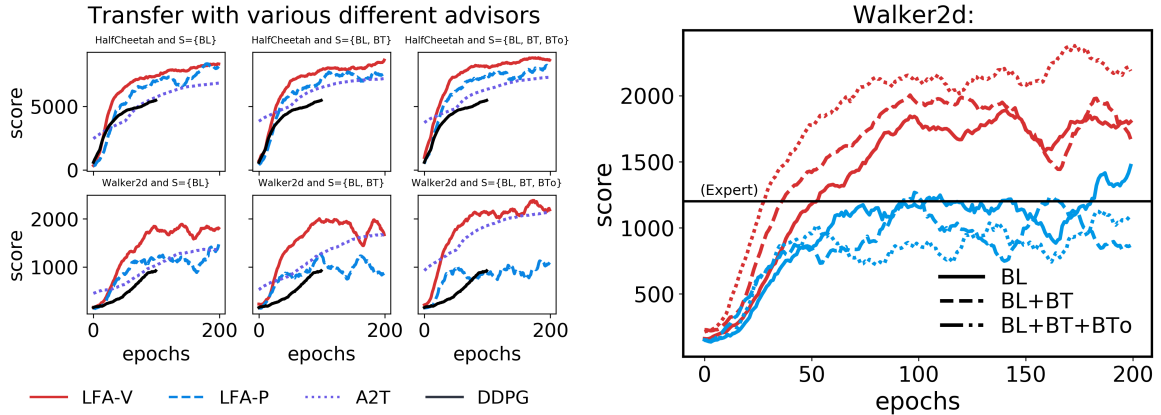 Transfer with various different advisors
HalfCheetah and S={BL}
HalfCheetah and S={BL, BT}
HalfCheetah and S={BL, BT, BTo}
score
5000
0
Walker2d and S={BL}
Walker2d and S={BL, BT}
Walker2d and S={BL, BT, BTo}
score
2000
1000
0 200
0 200
0 200
epochs
epochs
epochs
LFA-V LFA-P A2T DDPG
Walker2d:
score
2000
1500
1000
500
(Expert)
BL
BL+BT
BL+BT+BTo
0 50 100 150 200
epochs